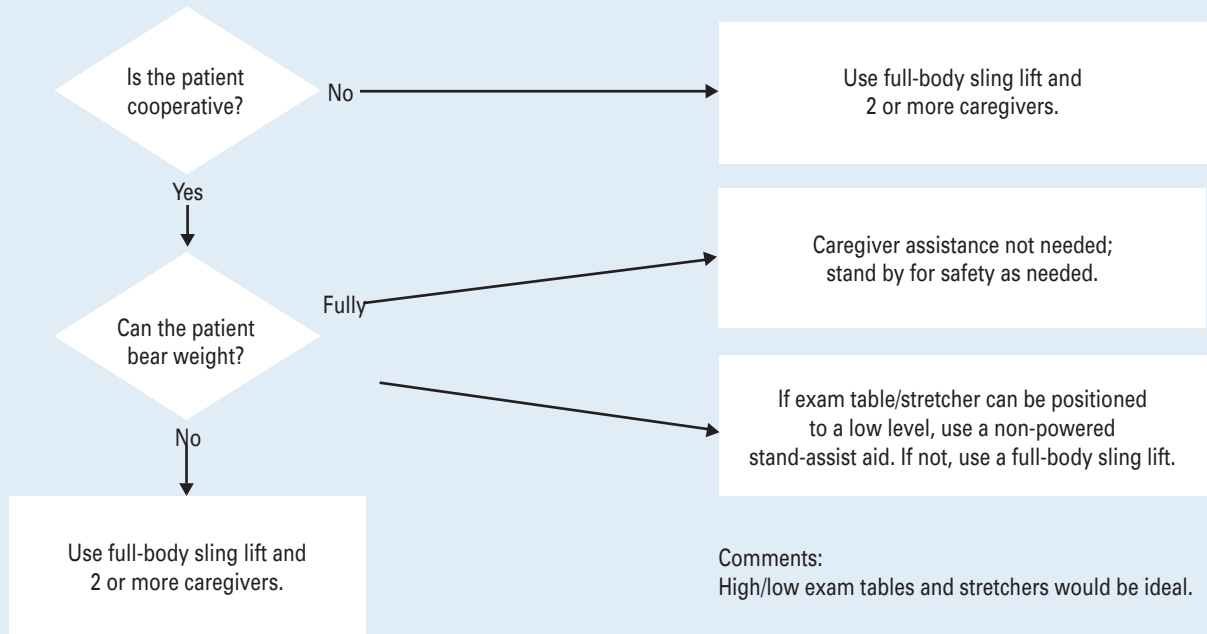 Is the patient
cooperative?
No
Use full-body sling lift and
2 or more caregivers.
Yes
Caregiver assistance not needed;
stand by for safety as needed.
Fully
Can the patient
bear weight?
If exam table/stretcher can be positioned
to a low level, use a non-powered
stand-assist aid. If not, use a full-body sling lift.
No
Use full-body sling lift and
2 or more caregivers.
Comments:
High/low exam tables and stretchers would be ideal.